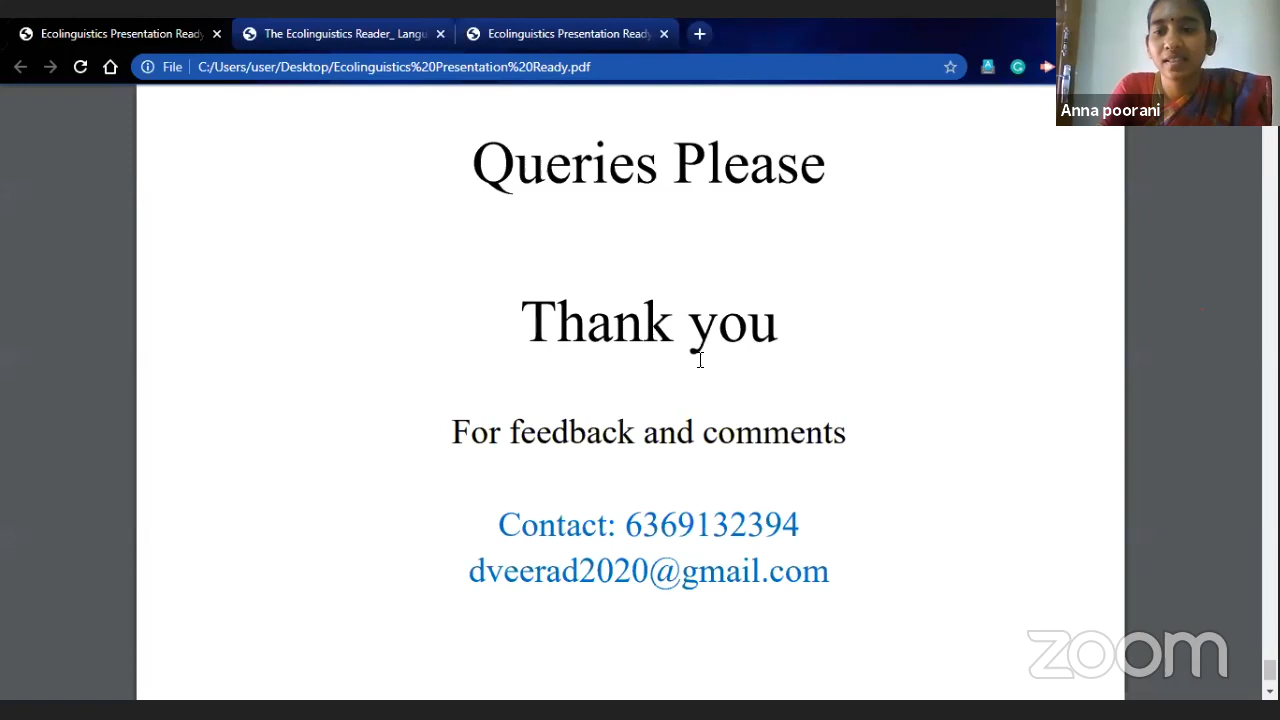 Ecolinguistics Presentation Ready
The Ecolinguistics Reader_ Langu
Ecolinguistics Presentation Ready
File
C:/Users/user/Desktop/Ecolinguistics%20Presentation%20Ready.pdf
Anna poorani
Queries Please
Thank you
For feedback and comments
Contact: 6369132394
dveerad2020@gmail.com
zoom